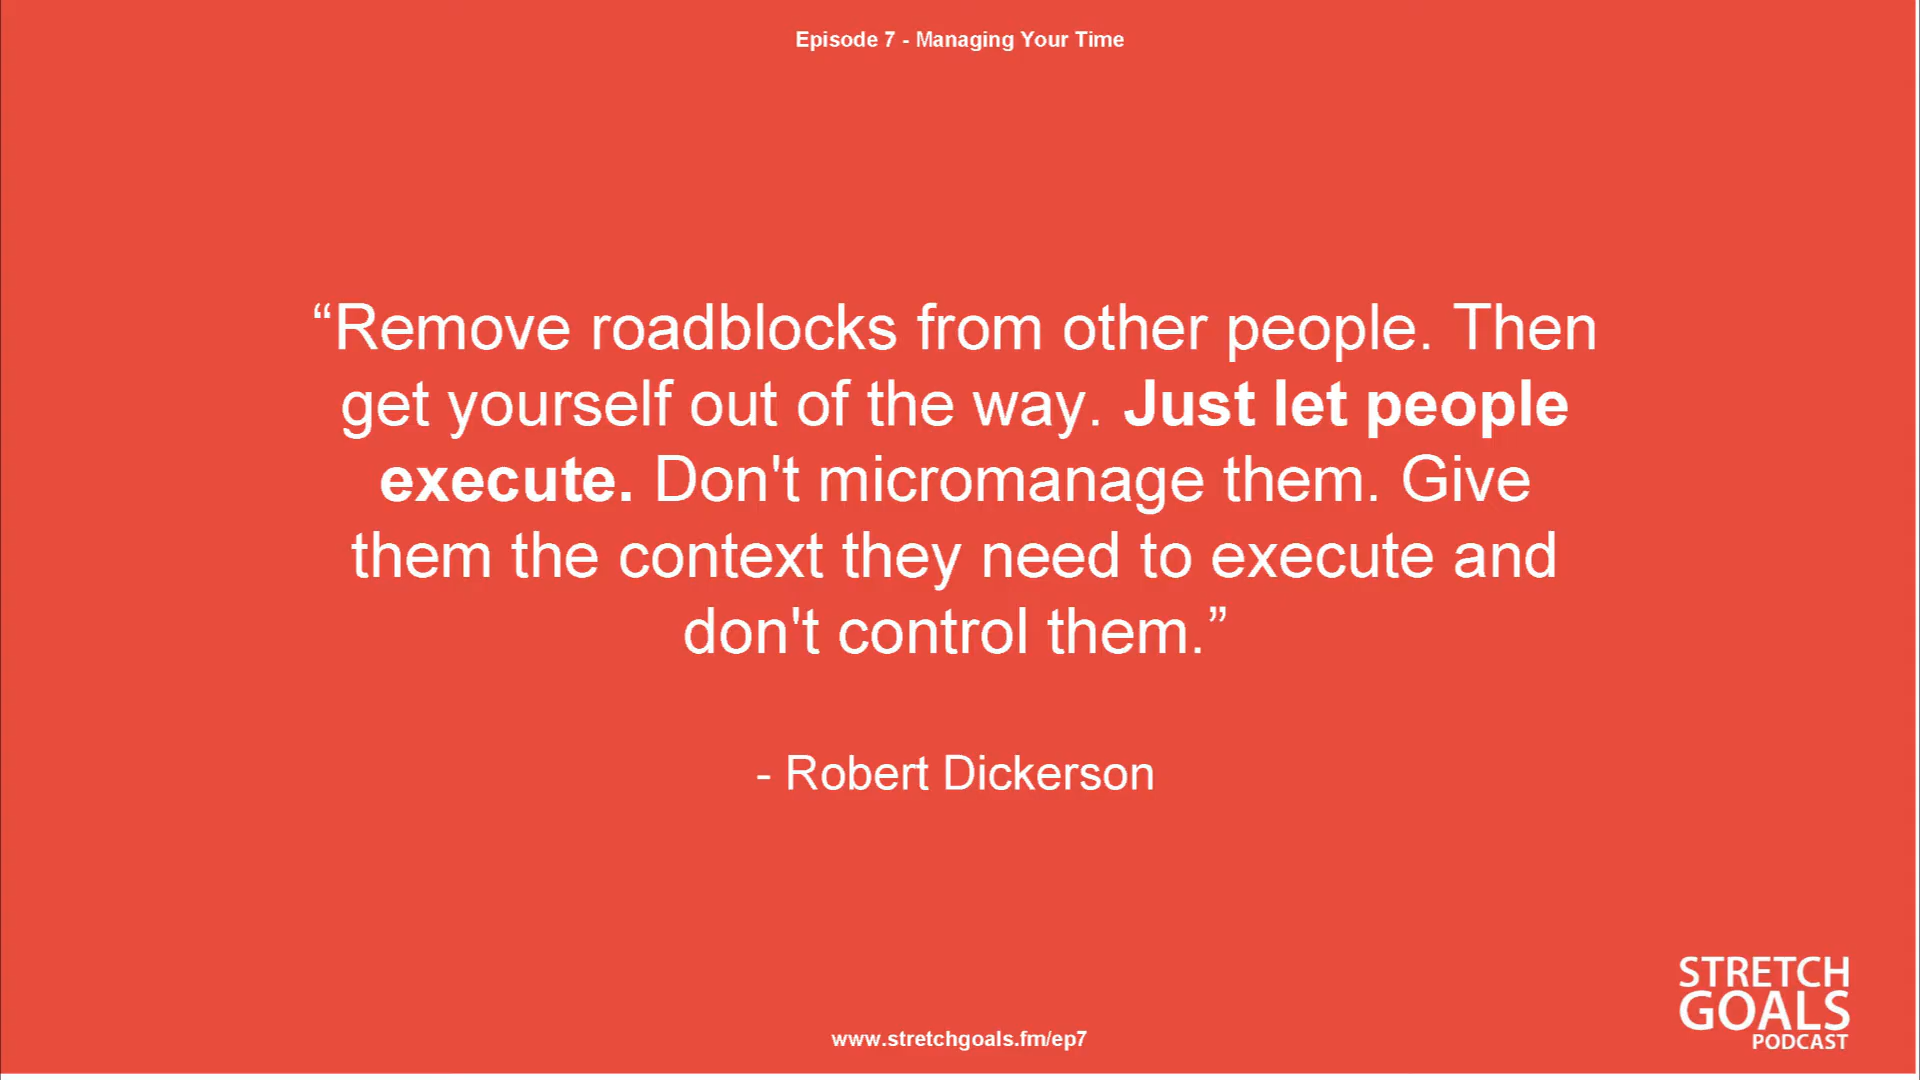 Episode 7 - Managing Your Time
“Remove roadblocks from other people. Then
get yourself out of the way. Just let people
execute. Don't micromanage them. Give
them the context they need to execute and
don't control them.”
- Robert Dickerson
www.stretchgoals.fm/ep7
STRETCH
GOALS
PODCAST